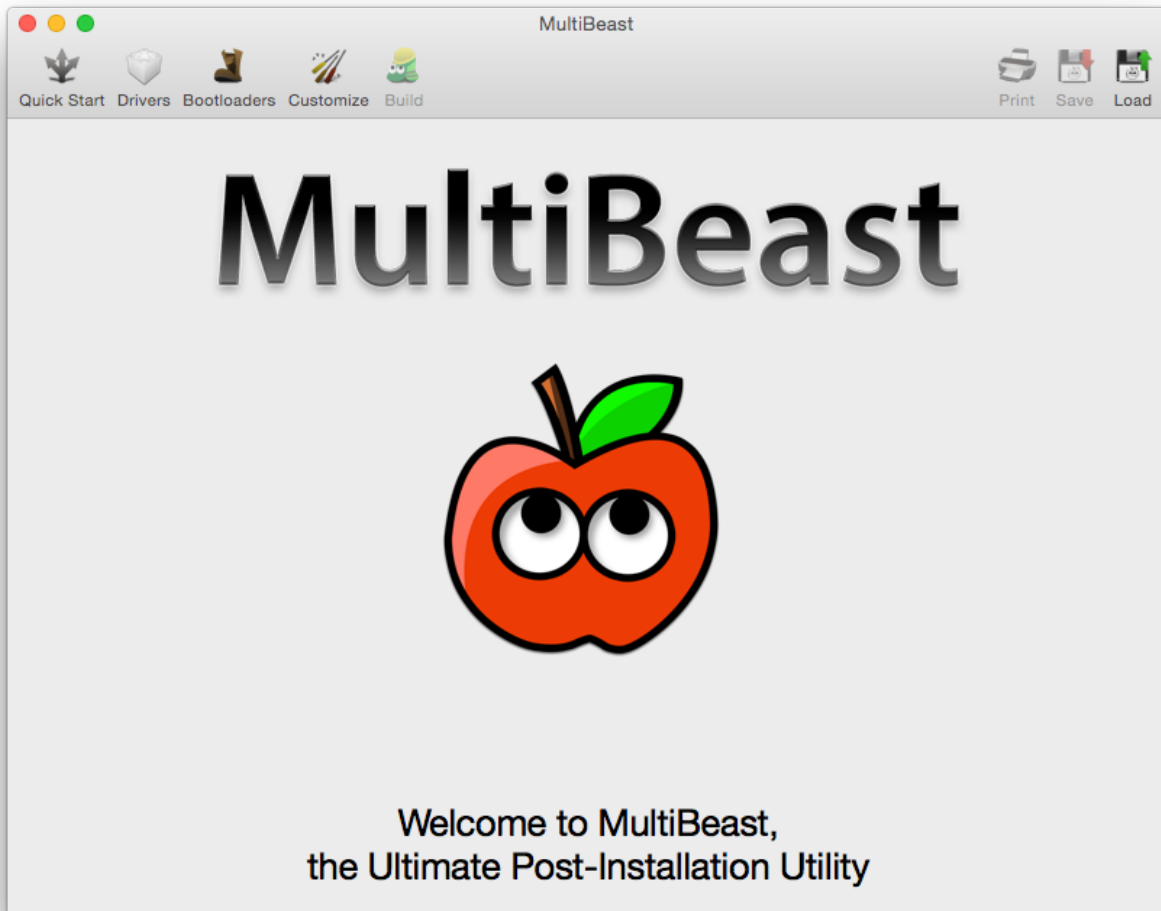 MultiBeast
Quick Start Drivers Bootloaders Customize Build Print Save Load
MultiBeast
Welcome to MultiBeast,
the Ultimate Post-Installation Utility